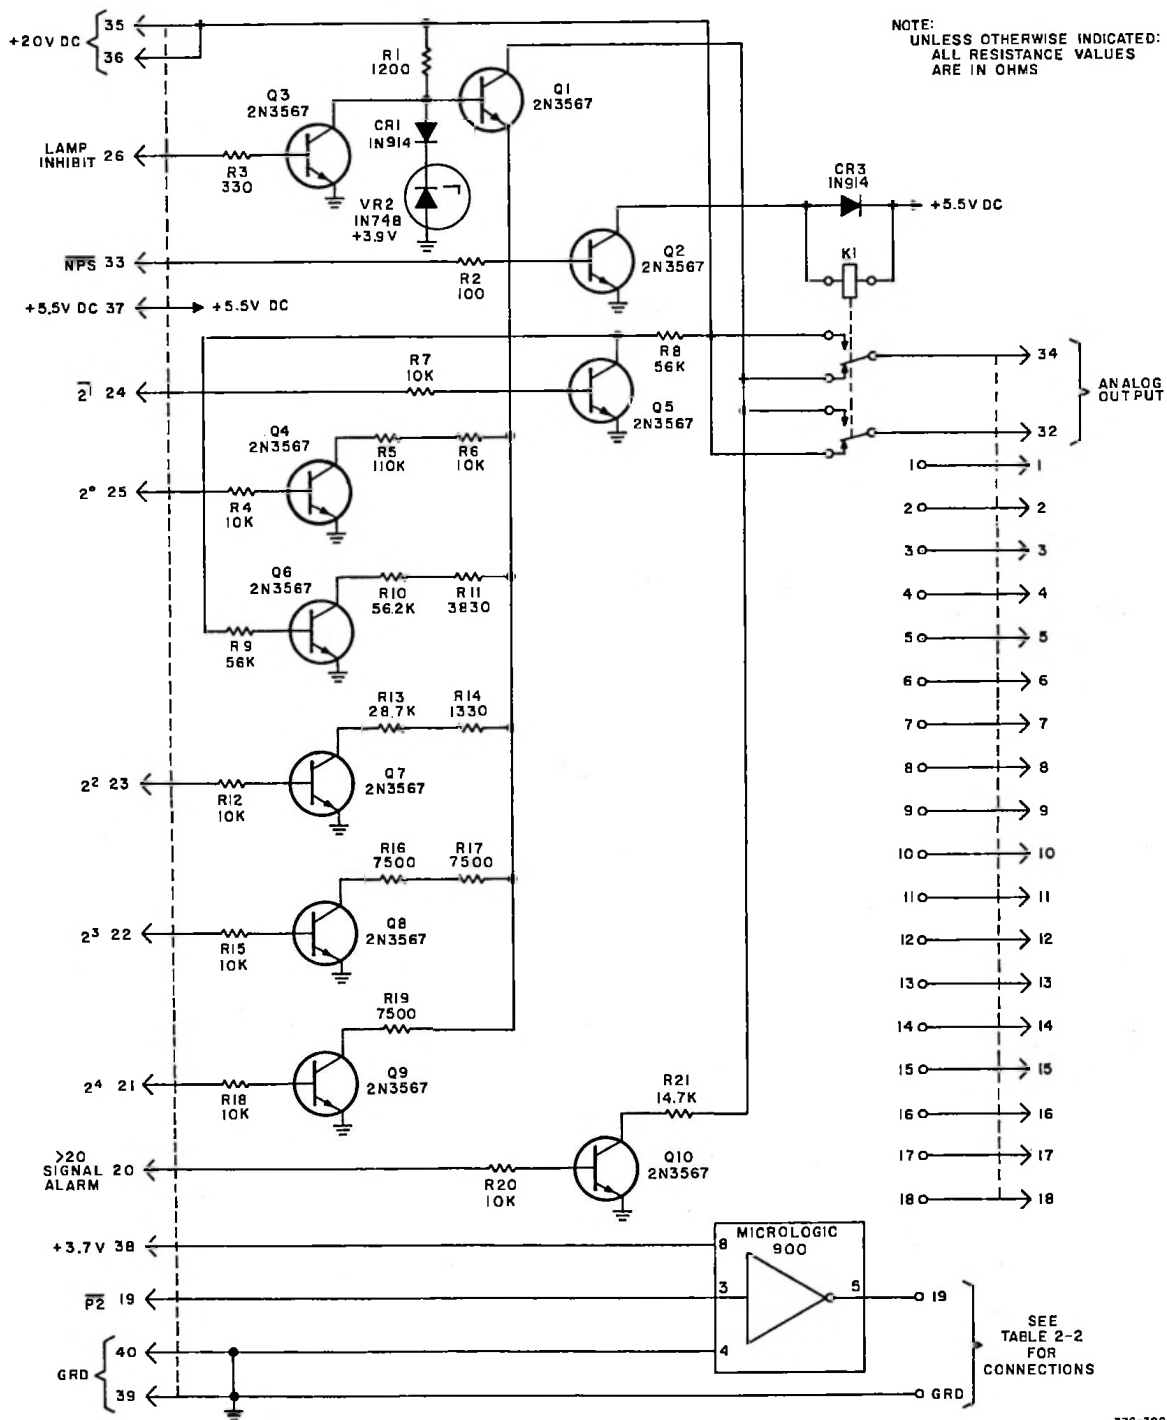 NOTE:
UNLESS OTHERWISE INDICATED:
ALL RESISTANCE VALUES
ARE IN OHMS
+20V DC
35
36
R1
1200
Q3
2N3567
Q1
2N3567
CR1
1N914
LAMP
INHIBIT 26
R3
330
VR2
1N748
+3.9V
CR3
1N914
+5.5V DC
K1
NPS 33
R2
100
Q2
2N3567
+5.5V DC 37
+5.5V DC
R7
10K
R8
56K
34
2¹ 24
Q5
2N3567
ANALOG
OUTPUT
32
Q4
2N3567
R5
110K
R6
10K
2⁰ 25
R4
10K
1 1
2 2
3 3
4 4
5 5
6 6
7 7
8 8
9 9
10 10
11 11
12 12
13 13
14 14
15 15
16 16
17 17
18 18
Q6
2N3567
R10
56.2K
R11
3830
R9
56K
R13
28.7K
R14
1330
2² 23
R12
10K
Q7
2N3567
R16
7500
R17
7500
2³ 22
R15
10K
Q8
2N3567
R19
7500
2⁴ 21
R18
10K
Q9
2N3567
R21
14.7K
>20
SIGNAL 20
ALARM
R20
10K
Q10
2N3567
+3.7V 38
8
MICROLOGIC
900
P2 19
3
5
19
40
4
GRD
39
GRD
SEE
TABLE 2-2
FOR
CONNECTIONS